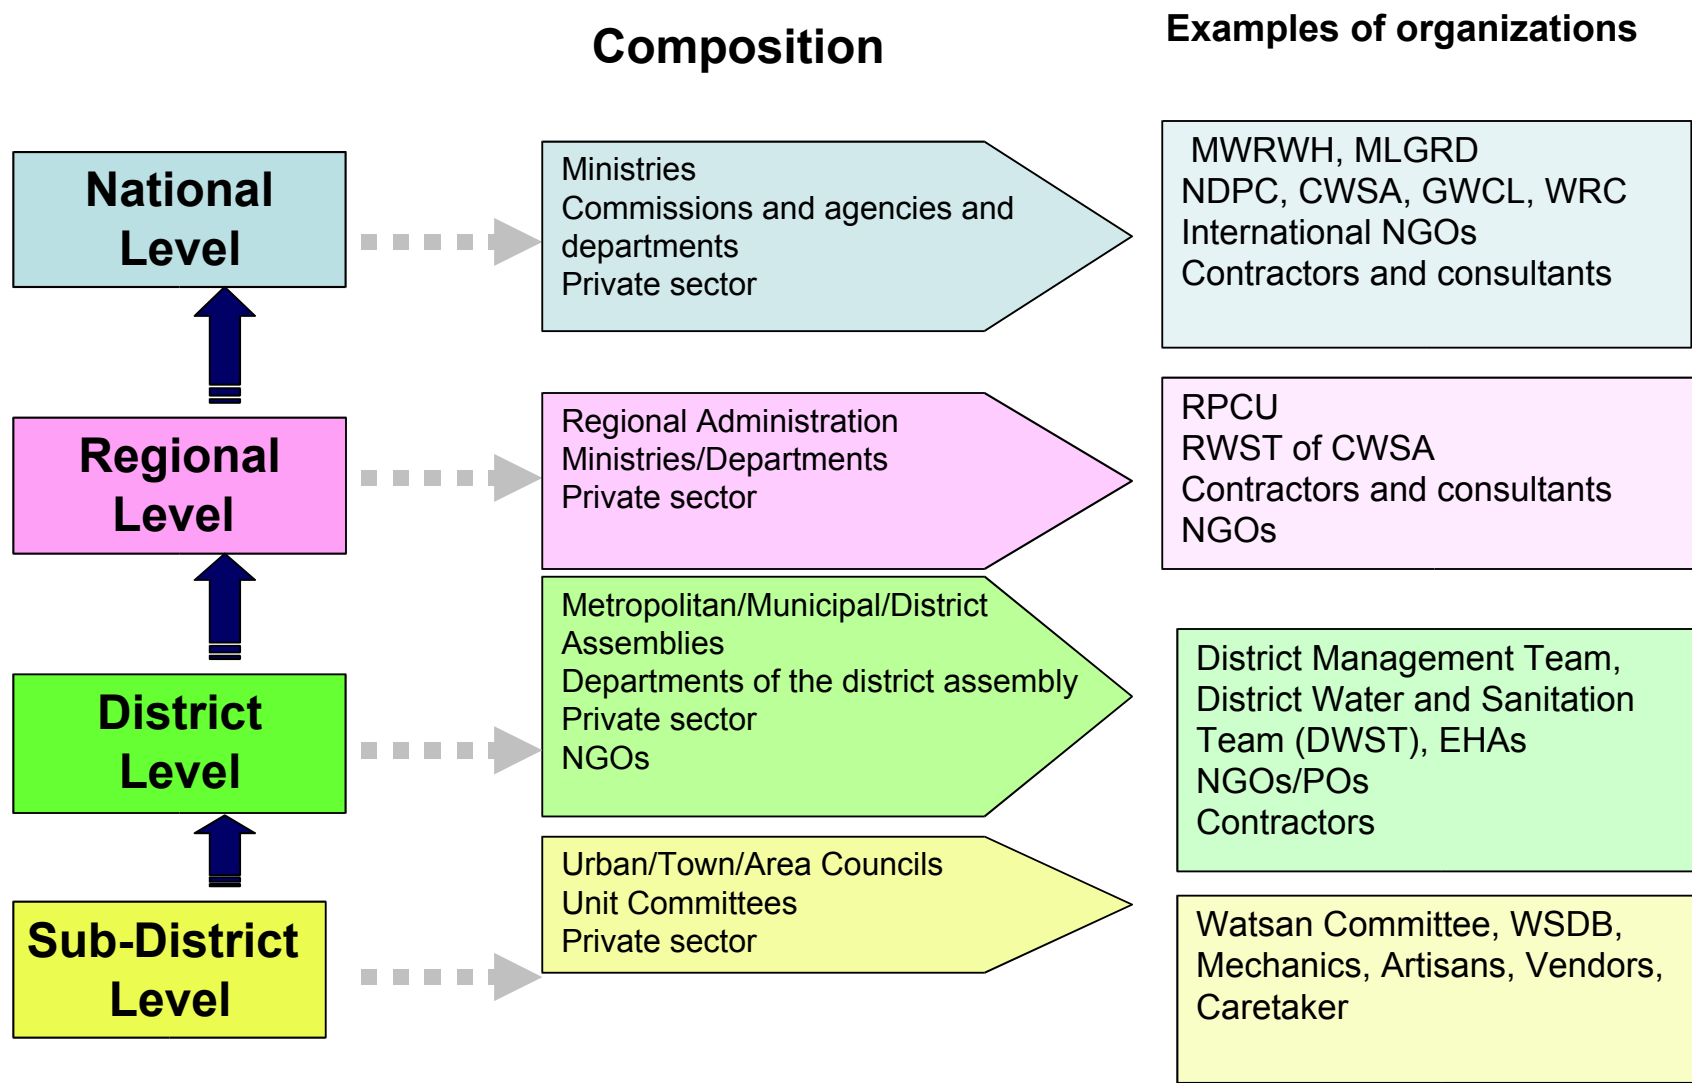 Composition
Examples of organizations
National
Level
Ministries
Commissions and agencies and
departments
Private sector
MWRWH, MLGRD
NDPC, CWSA, GWCL, WRC
International NGOs
Contractors and consultants
Regional
Level
Regional Administration
Ministries/Departments
Private sector
RPCU
RWST of CWSA
Contractors and consultants
NGOs
District
Level
Metropolitan/Municipal/District
Assemblies
Departments of the district assembly
Private sector
NGOs
District Management Team,
District Water and Sanitation
Team (DWST), EHAs
NGOs/POs
Contractors
Sub-District
Level
Urban/Town/Area Councils
Unit Committees
Private sector
Watsan Committee, WSDB,
Mechanics, Artisans, Vendors,
Caretaker